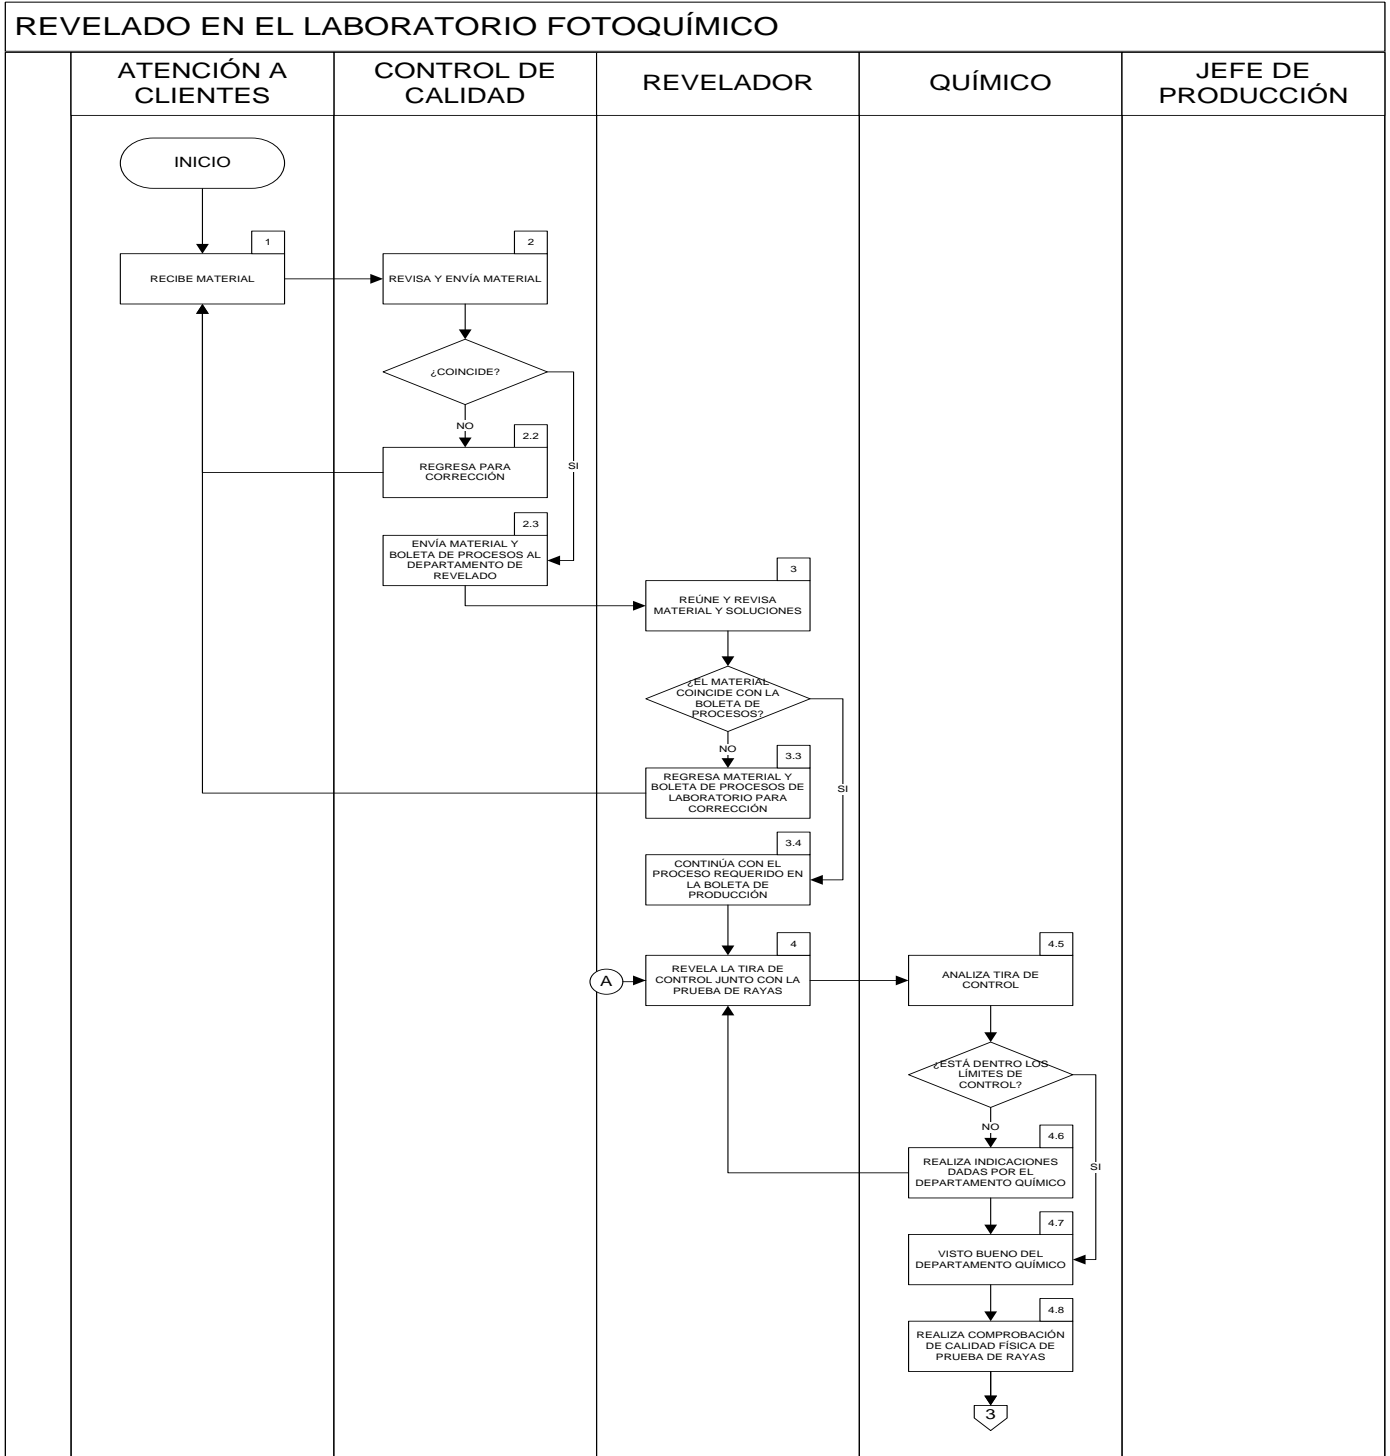 REVELADO EN EL LABORATORIO FOTOQUÍMICO
ATENCIÓN A
CLIENTES
CONTROL DE
CALIDAD
REVELADOR
QUÍMICO
JEFE DE
PRODUCCIÓN
INICIO
1
RECIBE MATERIAL
2
REVISA Y ENVÍA MATERIAL
¿COINCIDE?
NO
SI
2.2
REGRESA PARA
CORRECCIÓN
2.3
ENVÍA MATERIAL Y
BOLETA DE PROCESOS AL
DEPARTAMENTO DE
REVELADO
3
REÚNE Y REVISA
MATERIAL Y SOLUCIONES
¿EL MATERIAL
COINCIDE CON LA
BOLETA DE
PROCESOS?
NO
SI
3.3
REGRESA MATERIAL Y
BOLETA DE PROCESOS DE
LABORATORIO PARA
CORRECCIÓN
3.4
CONTINÚA CON EL
PROCESO REQUERIDO EN
LA BOLETA DE
PRODUCCIÓN
A
4
REVELA LA TIRA DE
CONTROL JUNTO CON LA
PRUEBA DE RAYAS
4.5
ANALIZA TIRA DE
CONTROL
¿ESTÁ DENTRO LOS
LÍMITES DE
CONTROL?
NO
SI
4.6
REALIZA INDICACIONES
DADAS POR EL
DEPARTAMENTO QUÍMICO
4.7
VISTO BUENO DEL
DEPARTAMENTO QUÍMICO
4.8
REALIZA COMPROBACIÓN
DE CALIDAD FÍSICA DE
PRUEBA DE RAYAS
3